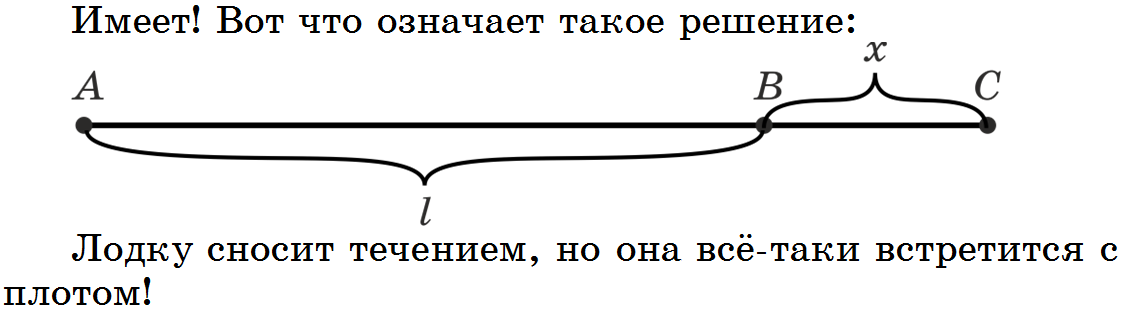 Имеет! Вот что означает такое решение:
x
A B C
l
Лодку сносит течением, но она всё-таки встретится с
плотом!